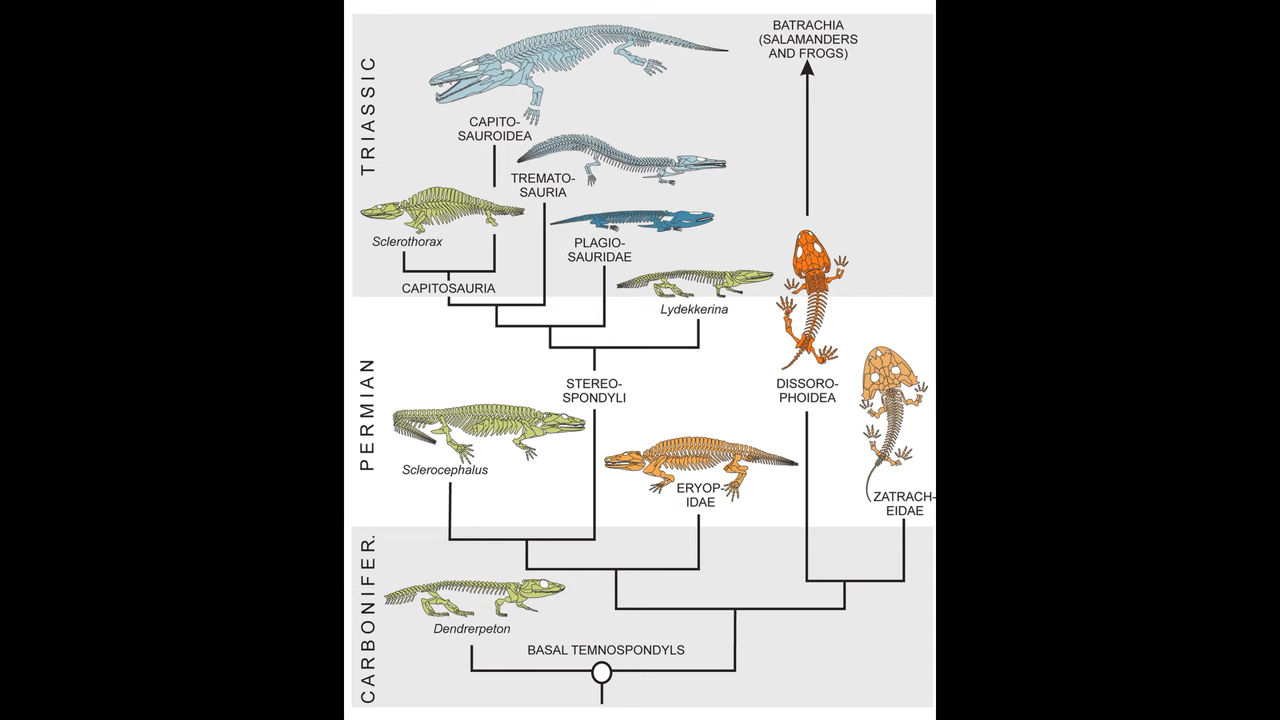 BATRACHIA
(SALAMANDERS
AND FROGS)
TRIASSIC
CAPITO-
SAUROIDEA
TREMATO-
SAURIA
Sclerothorax
PLAGIO-
SAURIDAE
CAPITOSAURIA
Lydekkerina
PERMIAN
STEREO-
SPONDYLI
DISSORO-
PHOIDEA
Sclerocephalus
ERYOP-
IDAE
ZATRACH-
EIDAE
CARBONIFER.
Dendrerpeton
BASAL TEMNOSPONDYLS